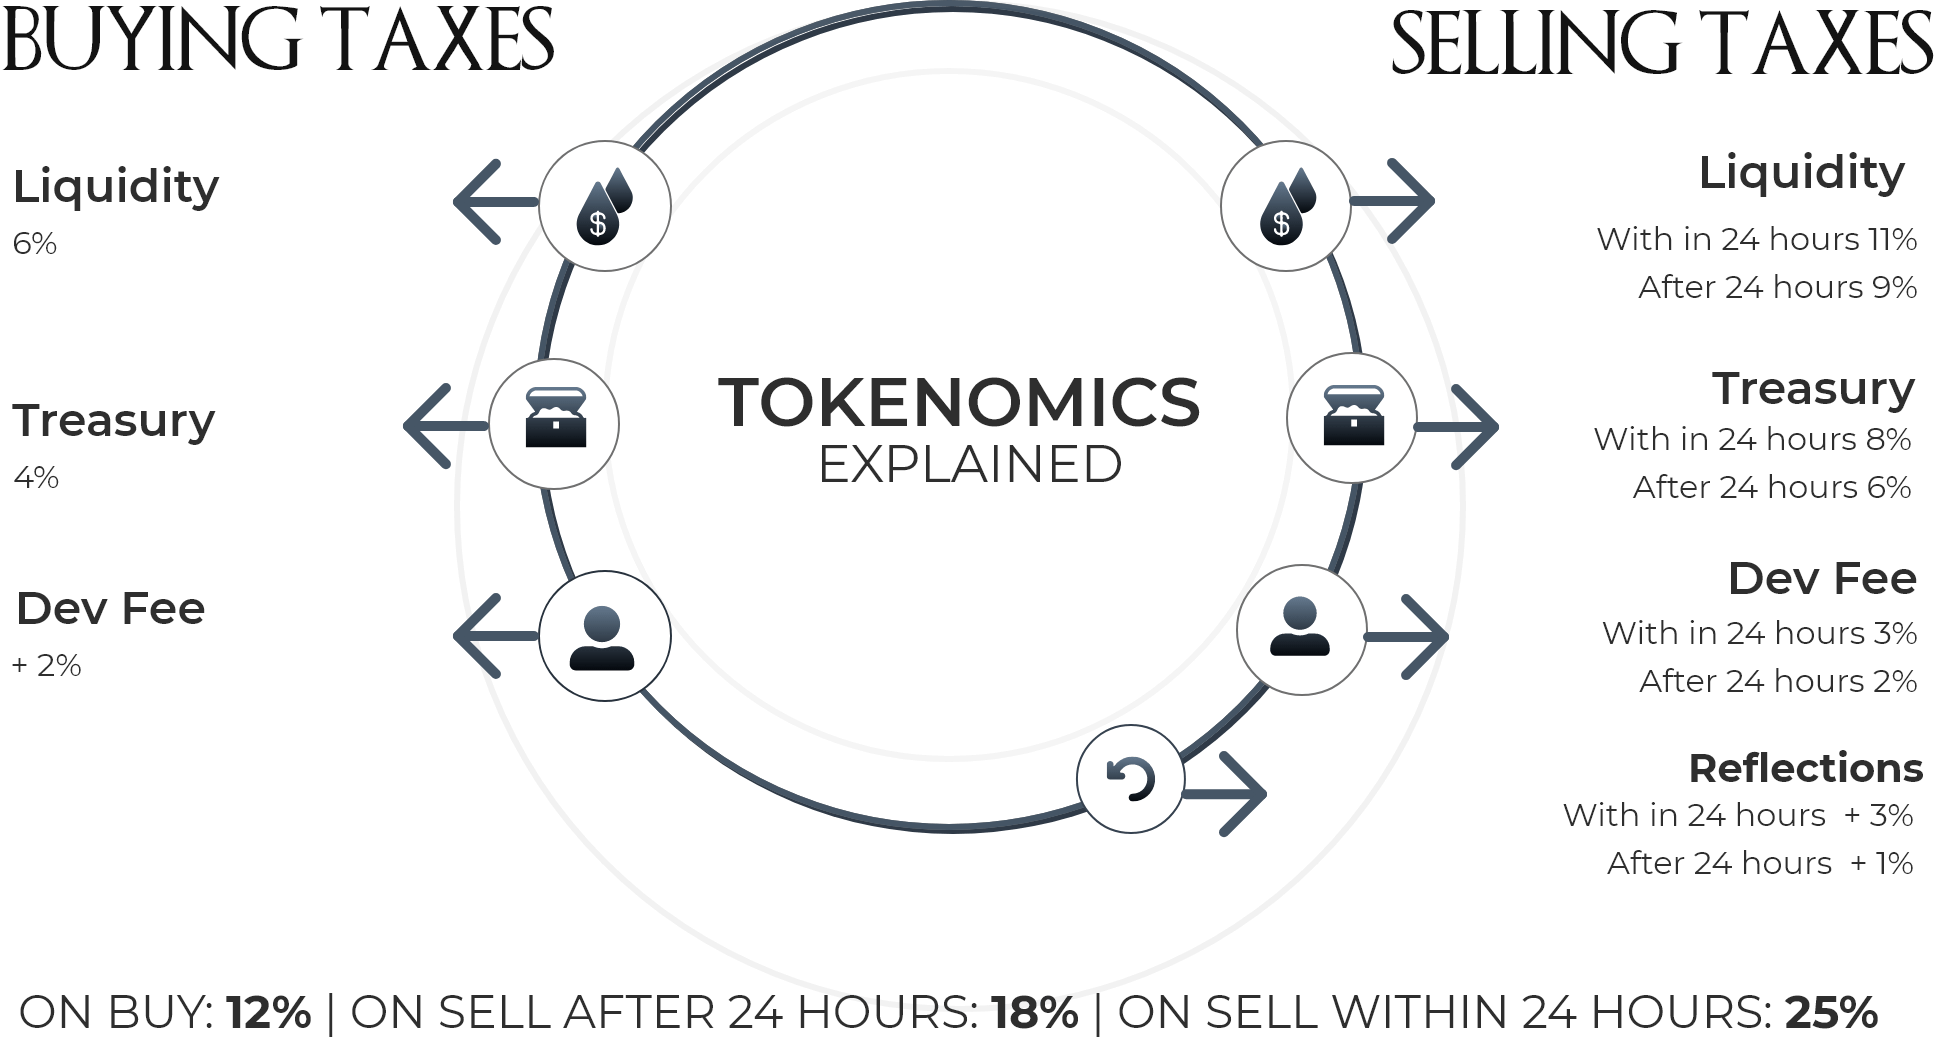 BUYING TAXES
Liquidity
6%
Treasury
4%
Dev Fee
+ 2%
$
TOKENOMICS
EXPLAINED
$
SELLING TAXES
Liquidity
With in 24 hours 11%
After 24 hours 9%
Treasury
With in 24 hours 8%
After 24 hours 6%
Dev Fee
With in 24 hours 3%
After 24 hours 2%
Reflections
With in 24 hours + 3%
After 24 hours + 1%
ON BUY: 12% | ON SELL AFTER 24 HOURS: 18% | ON SELL WITHIN 24 HOURS: 25%